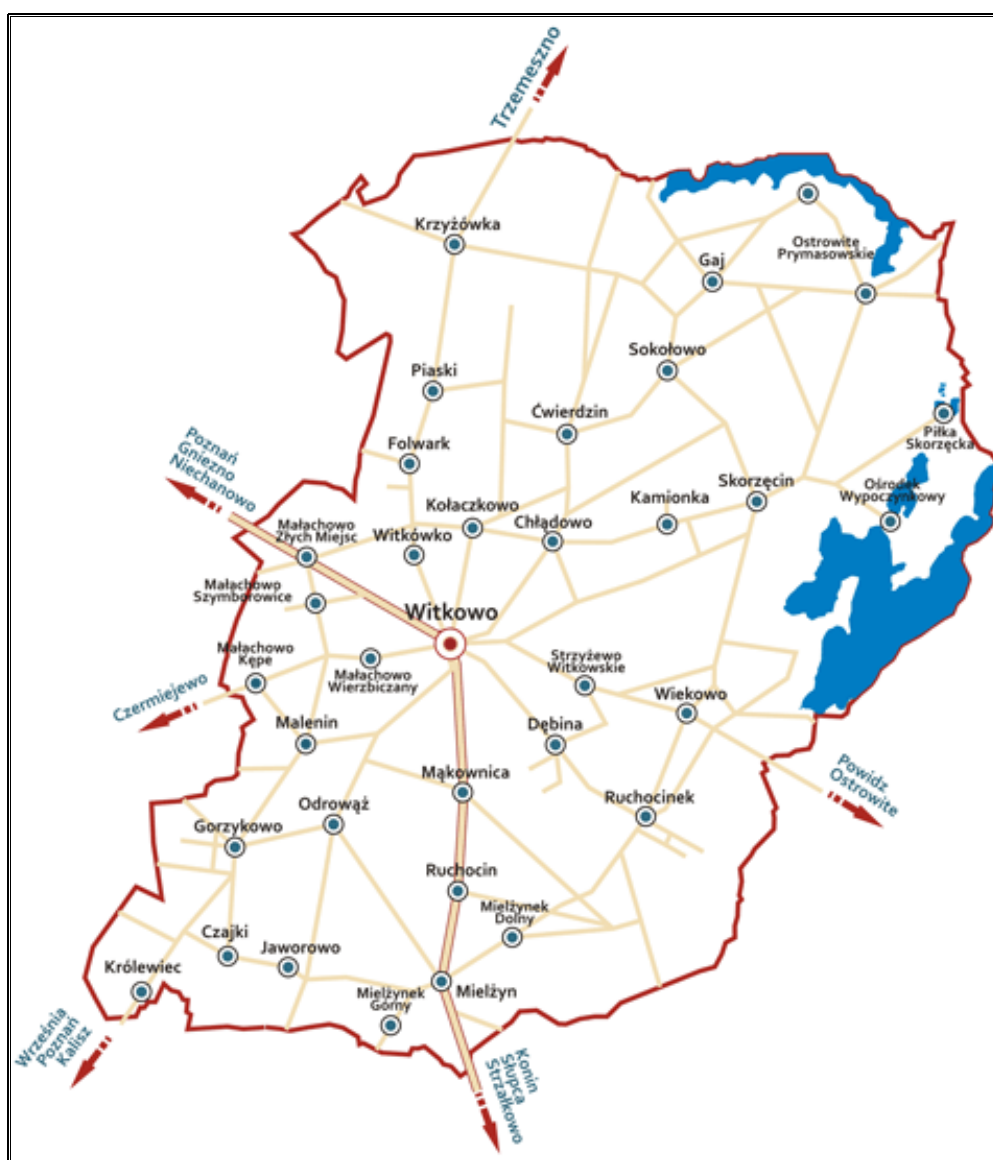 Trzemeszno
Krzyżówka
Ostrowite
Prymasowskie
Gaj
Sokołowo
Piaski
Ćwierdzin
Piłka
Skorzęcka
Folwark
Poznań
Gniezno
Niechanowo
Skorzęcin
Ośrodek
Wypoczynkowy
Kamionka
Kołaczkowo
Chłądowo
Małachowo
Złych Miejsc
Witkówko
Małachowo
Szymborowice
Witkowo
Małachowo
Kępe
Małachowo
Wierzbiczany
Strzyżewo
Witkowskie
Wiekowo
Czermiejewo
Malenin
Dębina
Mąkownica
Powidz
Ostrowite
Odrowąż
Ruchocinek
Gorzykowo
Ruchocin
Mielżynek
Dolny
Czajki
Jaworowo
Królewiec
Mielżyn
Mielżynek
Górny
Września
Poznań
Kalisz
Konin
Słupca
Strzałkowo